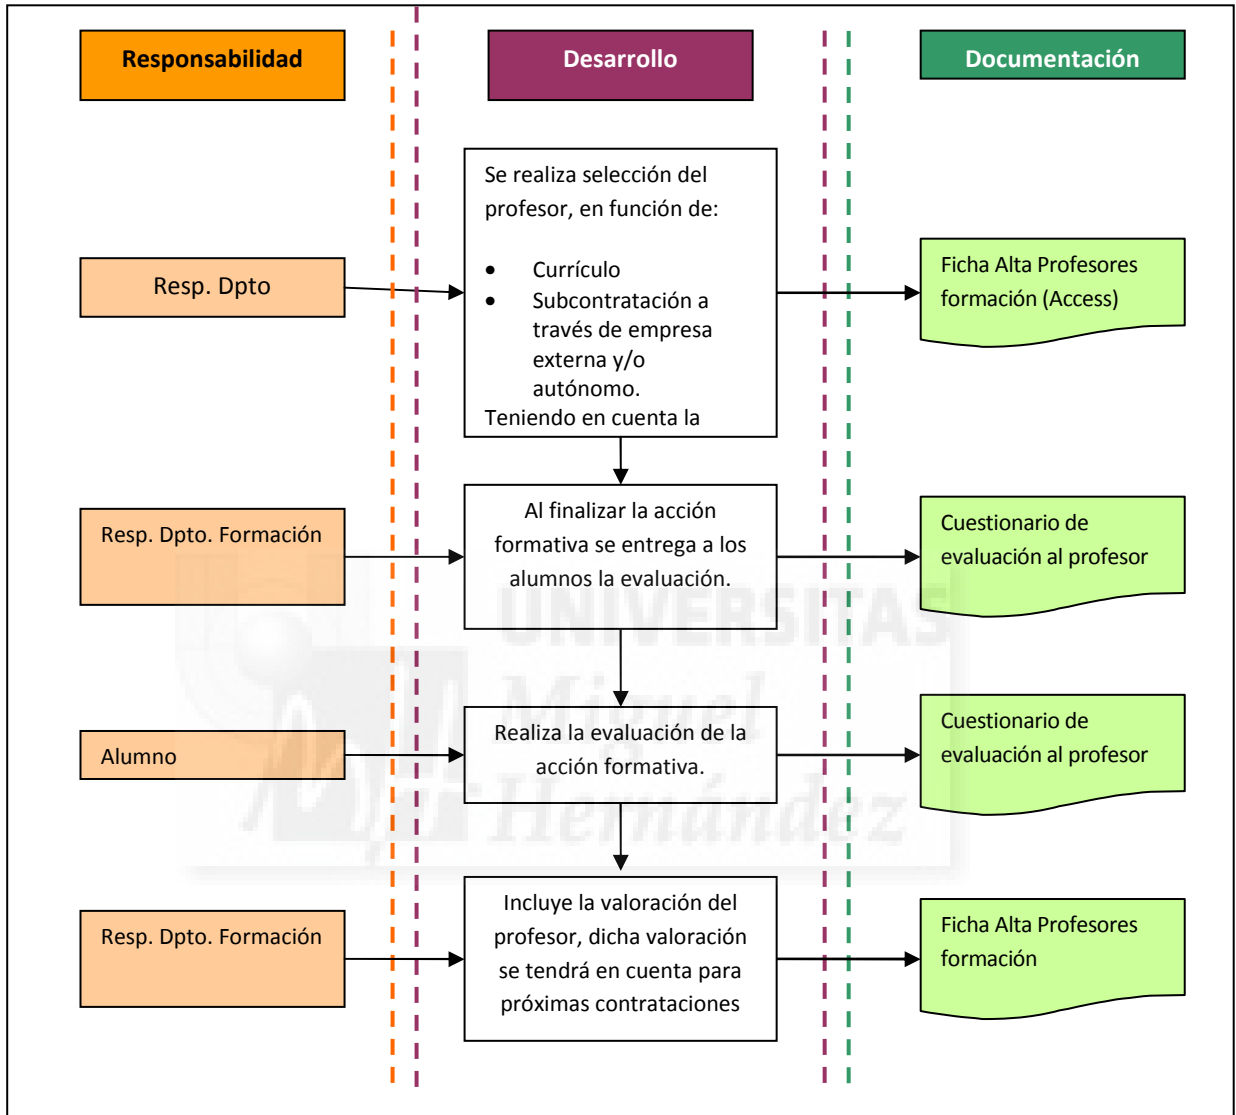 Responsabilidad
Desarrollo
Documentación
Resp. Dpto
Se realiza selección del
profesor, en función de:
• Currículo
• Subcontratación a
través de empresa
externa y/o
autónomo.
Teniendo en cuenta la
Ficha Alta Profesores
formación (Access)
Resp. Dpto. Formación
Al finalizar la acción
formativa se entrega a los
alumnos la evaluación.
Cuestionario de
evaluación al profesor
Alumno
Realiza la evaluación de la
acción formativa.
Cuestionario de
evaluación al profesor
Resp. Dpto. Formación
Incluye la valoración del
profesor, dicha valoración
se tendrá en cuenta para
próximas contrataciones
Ficha Alta Profesores
formación
UNIVERSITAS
Miguel
Hernández